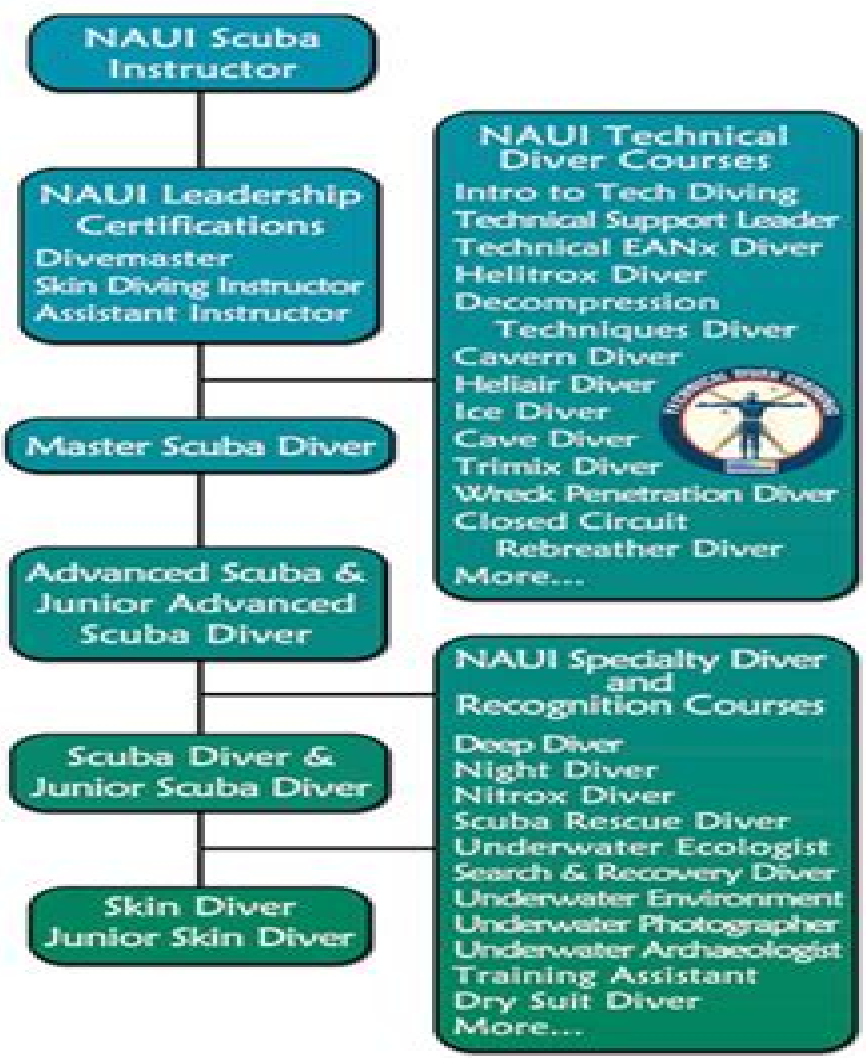 NAUI Scuba
Instructor
NAUI Leadership
Certifications
Divemaster
Skin Diving Instructor
Assistant Instructor
Master Scuba Diver
Advanced Scuba &
Junior Advanced
Scuba Diver
Scuba Diver &
Junior Scuba Diver
Skin Diver
Junior Skin Diver
NAUI Technical
Diver Courses
Intro to Tech Diving
Technical Support Leader
Technical EANx Diver
Helitrox Diver
Decompression
Techniques Diver
Cavern Diver
Heliair Diver
Ice Diver
Cave Diver
Trimix Diver
Wreck Penetration Diver
Closed Circuit
Rebreather Diver
More...
TECHNICAL DIVER TRAINING
NAUI Specialty Diver
and
Recognition Courses
Deep Diver
Night Diver
Nitrox Diver
Scuba Rescue Diver
Underwater Ecologist
Search & Recovery Diver
Underwater Environment
Underwater Photographer
Underwater Archaeologist
Training Assistant
Dry Suit Diver
More...